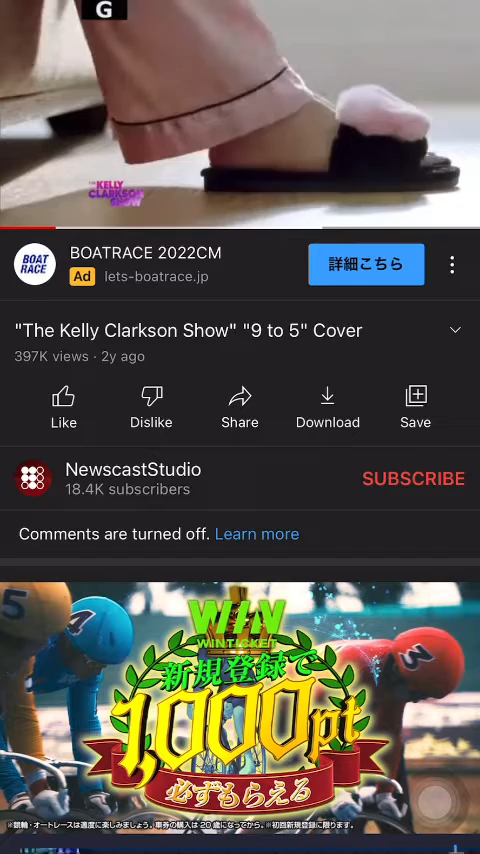 G
THE
KELLY
CLARKSON
SHOW
BOAT
RACE
BOATRACE 2022CM
Ad lets-boatrace.jp
詳細こちら
"The Kelly Clarkson Show" "9 to 5" Cover
397K views · 2y ago
Like
Dislike
Share
Download
Save
NewscastStudio
18.4K subscribers
SUBSCRIBE
Comments are turned off. Learn more
5
4
3
WIN
WINTICKET
新規登録で
1,000pt
必ずもらえる
※競輪・オートレースは適度に楽しみましょう。車券の購入は20歳になってから。※初回新規登録に限ります。